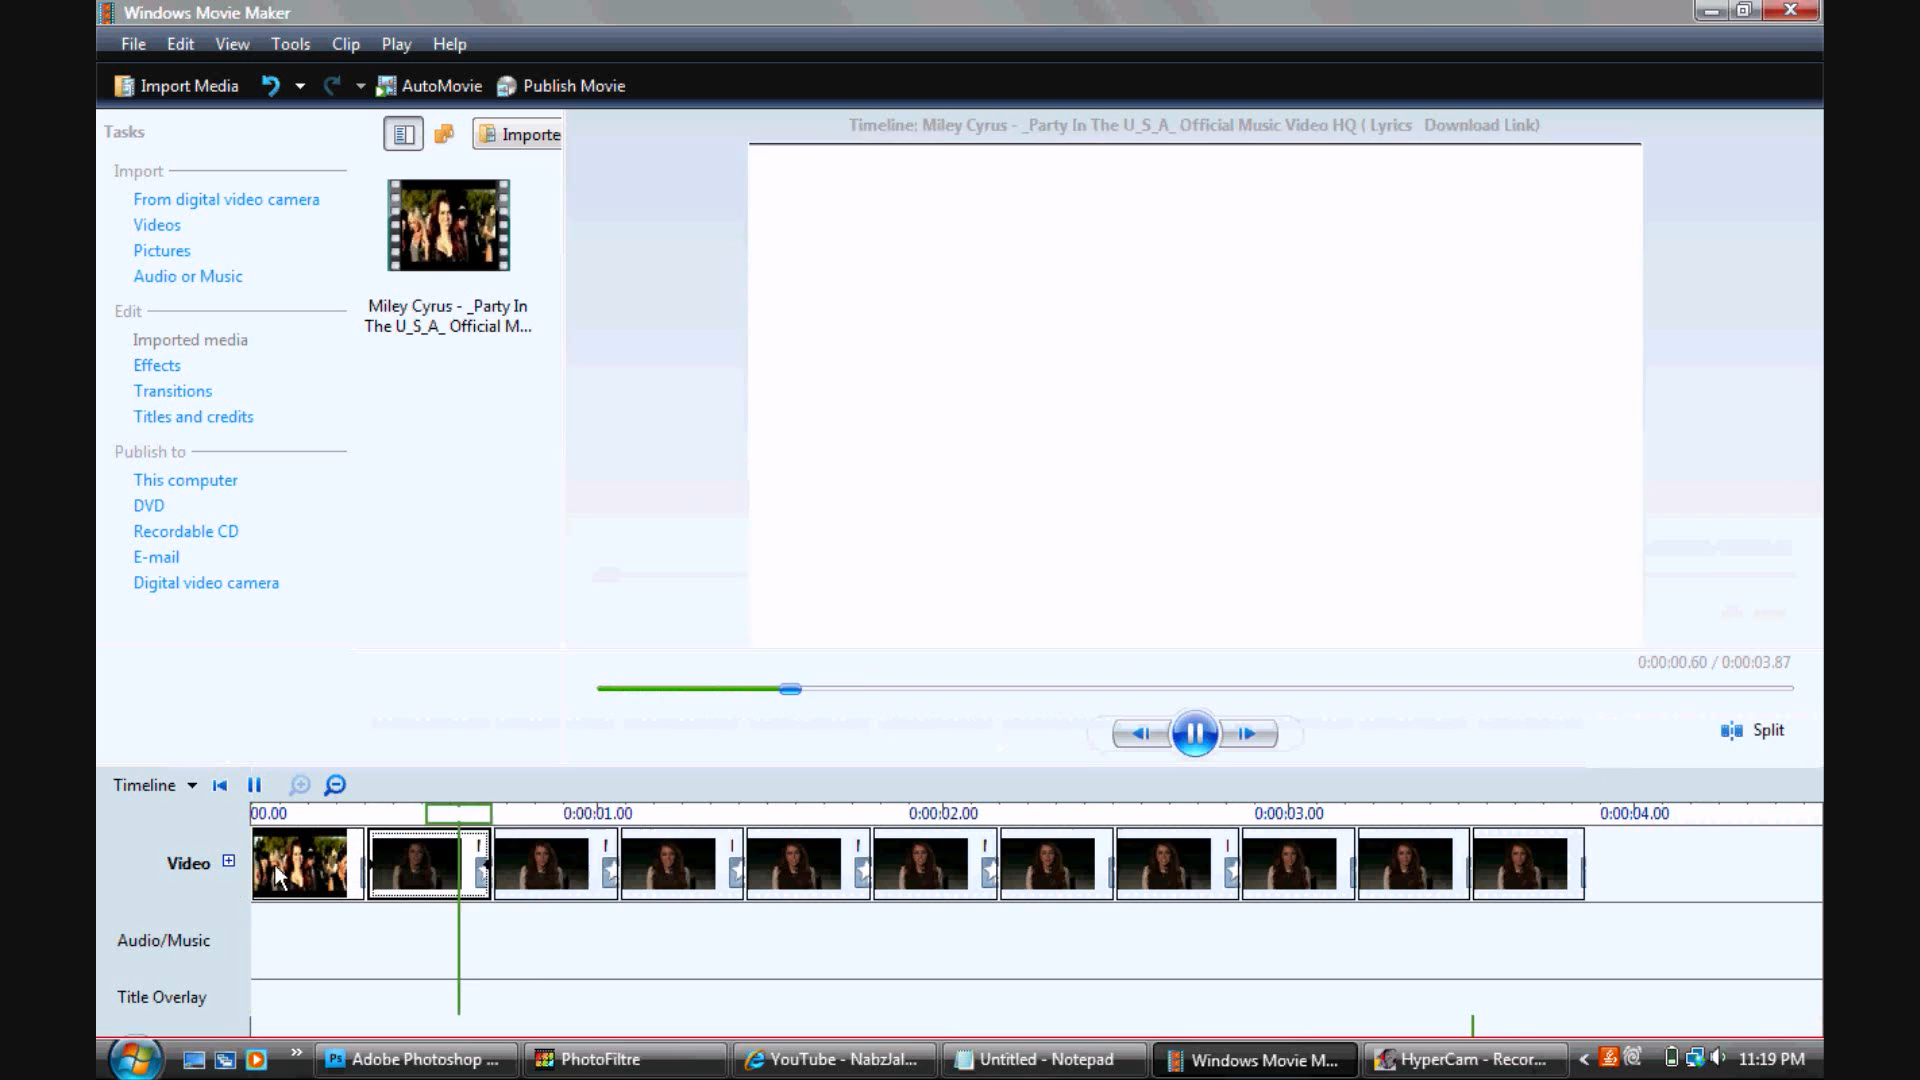 Windows Movie Maker
File Edit View Tools Clip Play Help
Import Media AutoMovie Publish Movie
Tasks
Importe
Timeline: Miley Cyrus - _Party In The U_S_A_ Official Music Video HQ ( Lyrics Download Link)
Import
From digital video camera
Videos
Pictures
Audio or Music
Miley Cyrus - _Party In
The U_S_A_ Official M...
Edit
Imported media
Effects
Transitions
Titles and credits
Publish to
This computer
DVD
Recordable CD
E-mail
Digital video camera
0:00:00.60 / 0:00:03.87
Split
Timeline
00.00 0:00:01.00 0:00:02.00 0:00:03.00 0:00:04.00
Video
Audio/Music
Title Overlay
Ps Adobe Photoshop ... PhotoFiltre YouTube - NabzJal... Untitled - Notepad Windows Movie M... HyperCam - Recor... 11:19 PM